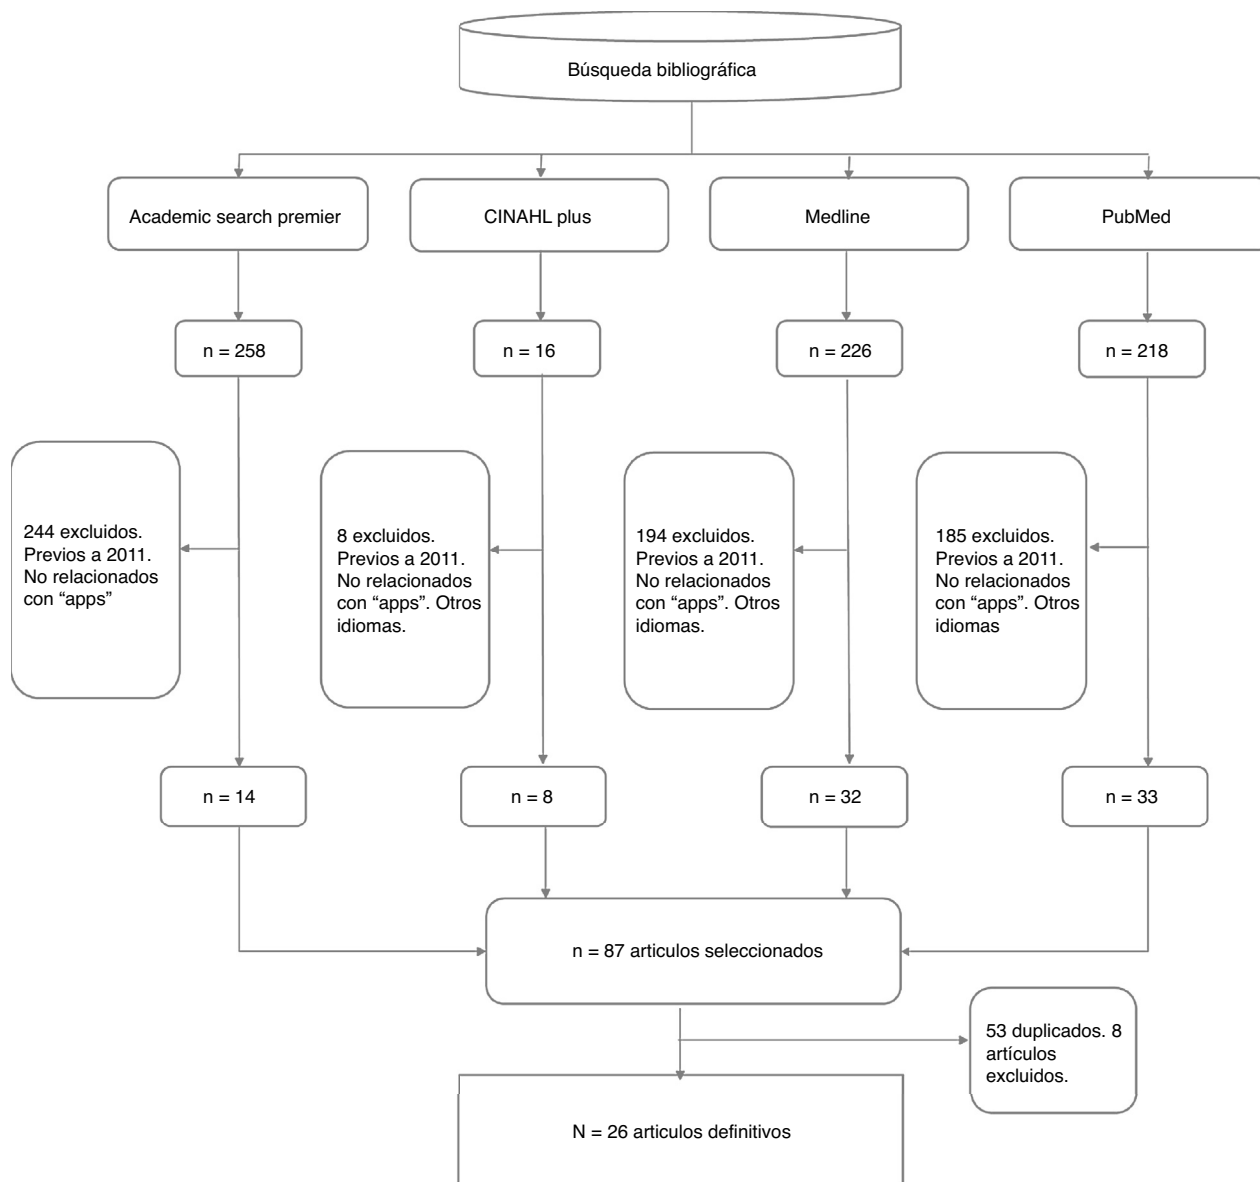 Búsqueda bibliográfica
Academic search premier
CINAHL plus
Medline
PubMed
n = 258
n = 16
n = 226
n = 218
244 excluidos.
Previos a 2011.
No relacionados
con “apps”
8 excluidos.
Previos a 2011.
No relacionados
con “apps”. Otros
idiomas.
194 excluidos.
Previos a 2011.
No relacionados
con “apps”. Otros
idiomas.
185 excluidos.
Previos a 2011.
No relacionados
con “apps”. Otros
idiomas
n = 14
n = 8
n = 32
n = 33
n = 87 articulos seleccionados
53 duplicados. 8
artículos
excluidos.
N = 26 articulos definitivos